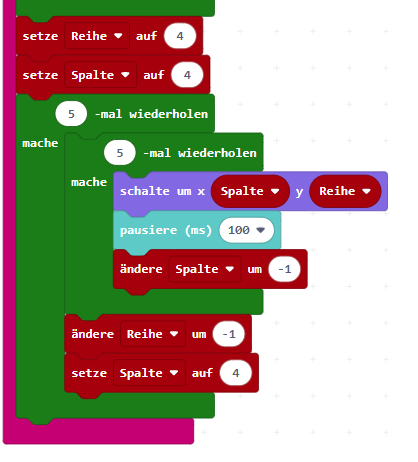 setze Reihe auf 4
setze Spalte auf 4
5 -mal wiederholen
mache
5 -mal wiederholen
mache
schalte um x Spalte y Reihe
pausiere (ms) 100
ändere Spalte um -1
ändere Reihe um -1
setze Spalte auf 4